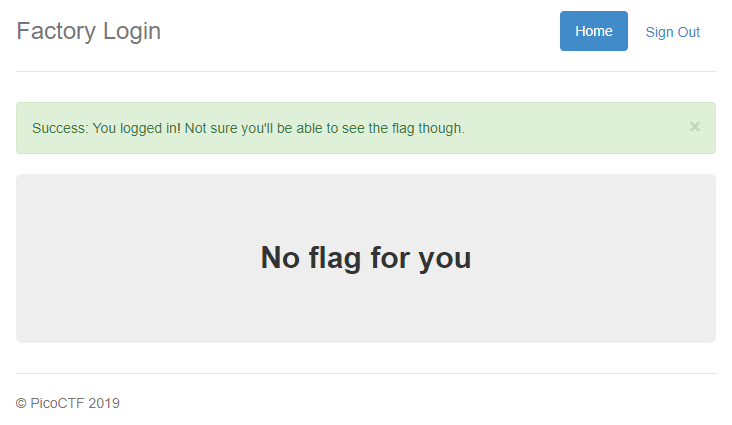 Factory Login
Home
Sign Out
Success: You logged in! Not sure you'll be able to see the flag though.
×
No flag for you
© PicoCTF 2019